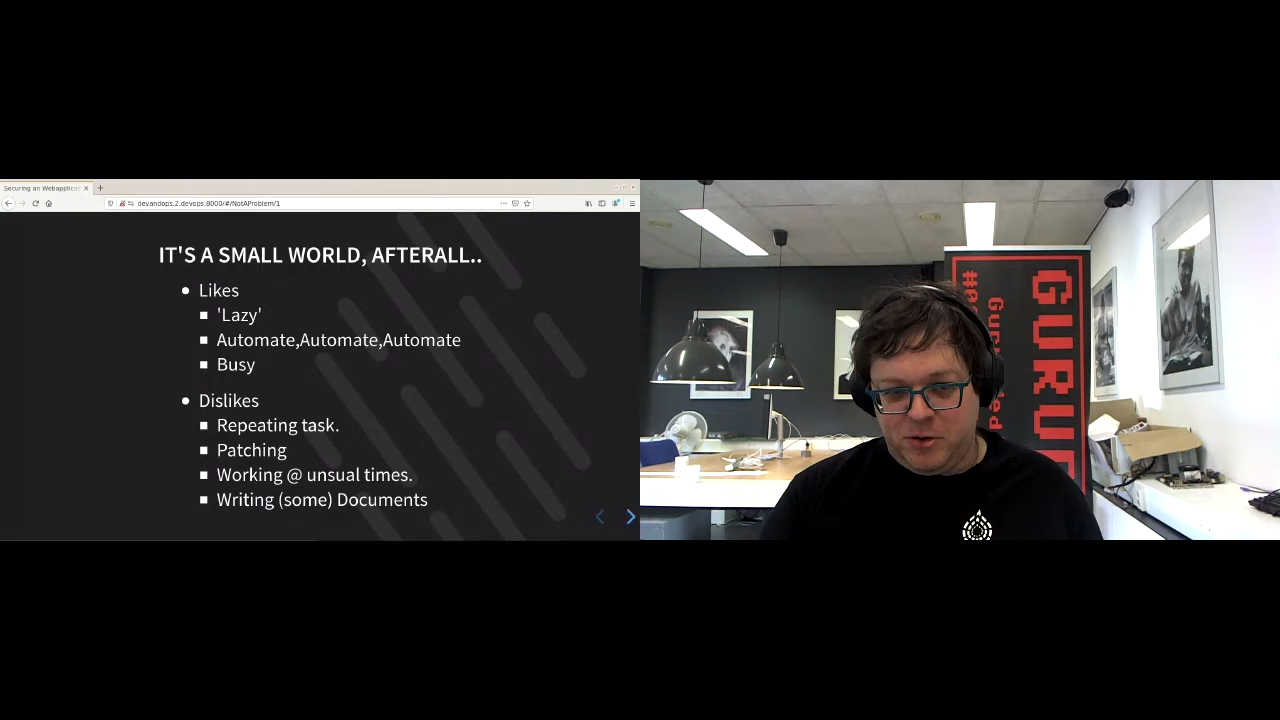 Securing an Webapplicat
devandops.2.devops:8000/#/NotAProblem/1
IT'S A SMALL WORLD, AFTERALL..
Likes
'Lazy'
Automate,Automate,Automate
Busy
Dislikes
Repeating task.
Patching
Working @ unsual times.
Writing (some) Documents
GURU